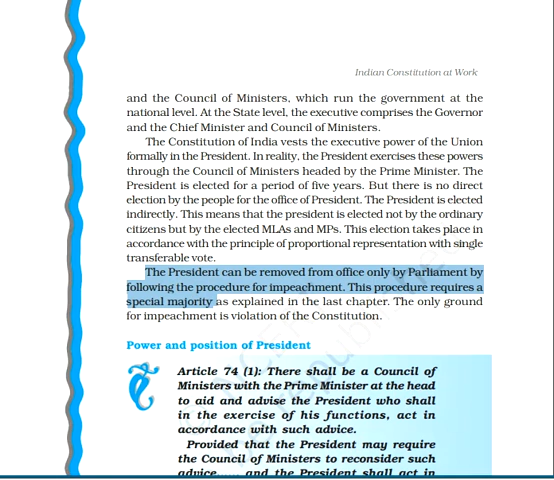 Indian Constitution at Work
and the Council of Ministers, which run the government at the
national level. At the State level, the executive comprises the Governor
and the Chief Minister and Council of Ministers.
The Constitution of India vests the executive power of the Union
formally in the President. In reality, the President exercises these powers
through the Council of Ministers headed by the Prime Minister. The
President is elected for a period of five years. But there is no direct
election by the people for the office of President. The President is elected
indirectly. This means that the president is elected not by the ordinary
citizens but by the elected MLAs and MPs. This election takes place in
accordance with the principle of proportional representation with single
transferable vote.
The President can be removed from office only by Parliament by
following the procedure for impeachment. This procedure requires a
special majority as explained in the last chapter. The only ground
for impeachment is violation of the Constitution.
Power and position of President
Article 74 (1): There shall be a Council of
Ministers with the Prime Minister at the head
to aid and advise the President who shall
in the exercise of his functions, act in
accordance with such advice.
Provided that the President may require
the Council of Ministers to reconsider such
advice..... and the President shall act in